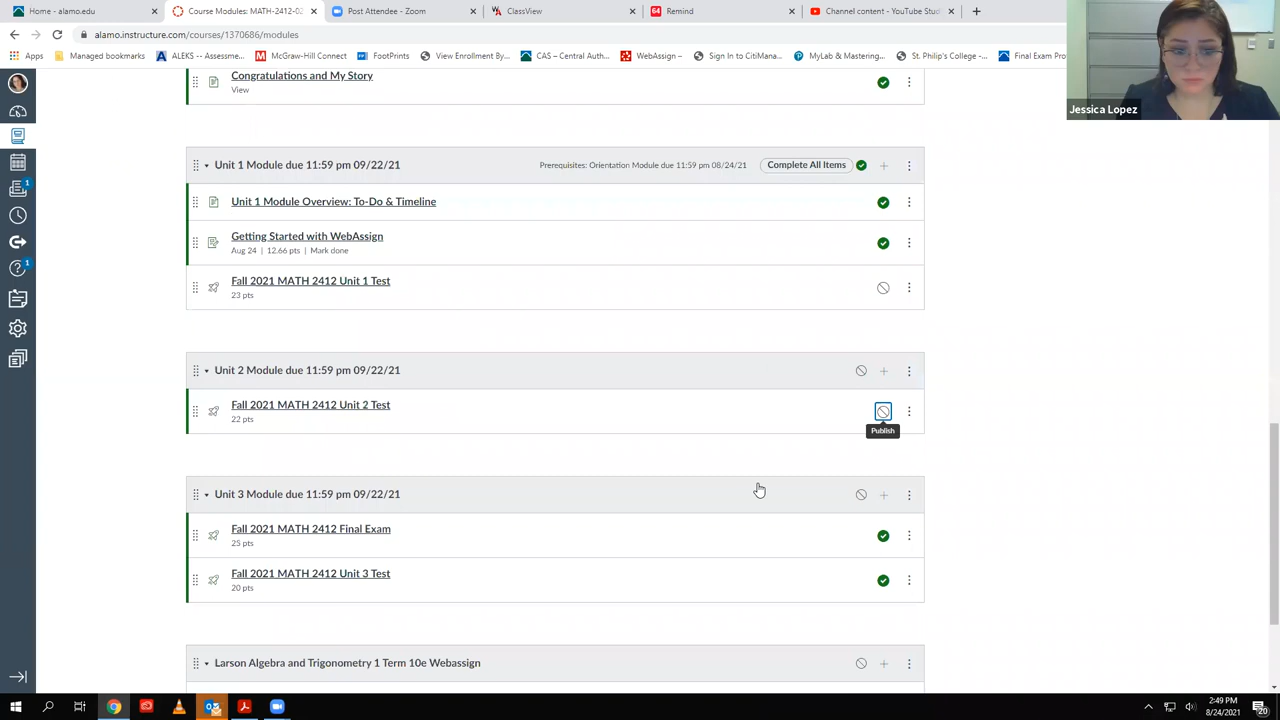 Home - alamo.edu
Course Modules: MATH-2412-02
Post Attendee - Zoom
ClassView
Remind
Channel content - YouTube Stud
alamo.instructure.com/courses/1370686/modules
Apps
Managed bookmarks
ALEKS -- Assessm...
McGraw-Hill Connect
FootPrints
View Enrollment By...
CAS – Central Auth...
WebAssign –
Sign In to CitiMana...
MyLab & Mastering...
St. Philip's College -...
Final Exam Pro
Jessica Lopez
Congratulations and My Story
View
Unit 1 Module due 11:59 pm 09/22/21
Prerequisites: Orientation Module due 11:59 pm 08/24/21
Complete All Items
Unit 1 Module Overview: To-Do & Timeline
Getting Started with WebAssign
Aug 24 | 12.66 pts | Mark done
Fall 2021 MATH 2412 Unit 1 Test
23 pts
Unit 2 Module due 11:59 pm 09/22/21
Fall 2021 MATH 2412 Unit 2 Test
22 pts
Publish
Unit 3 Module due 11:59 pm 09/22/21
Fall 2021 MATH 2412 Final Exam
25 pts
Fall 2021 MATH 2412 Unit 3 Test
20 pts
Larson Algebra and Trigonometry 1 Term 10e Webassign
1
1
64
2:49 PM
8/24/2021
20